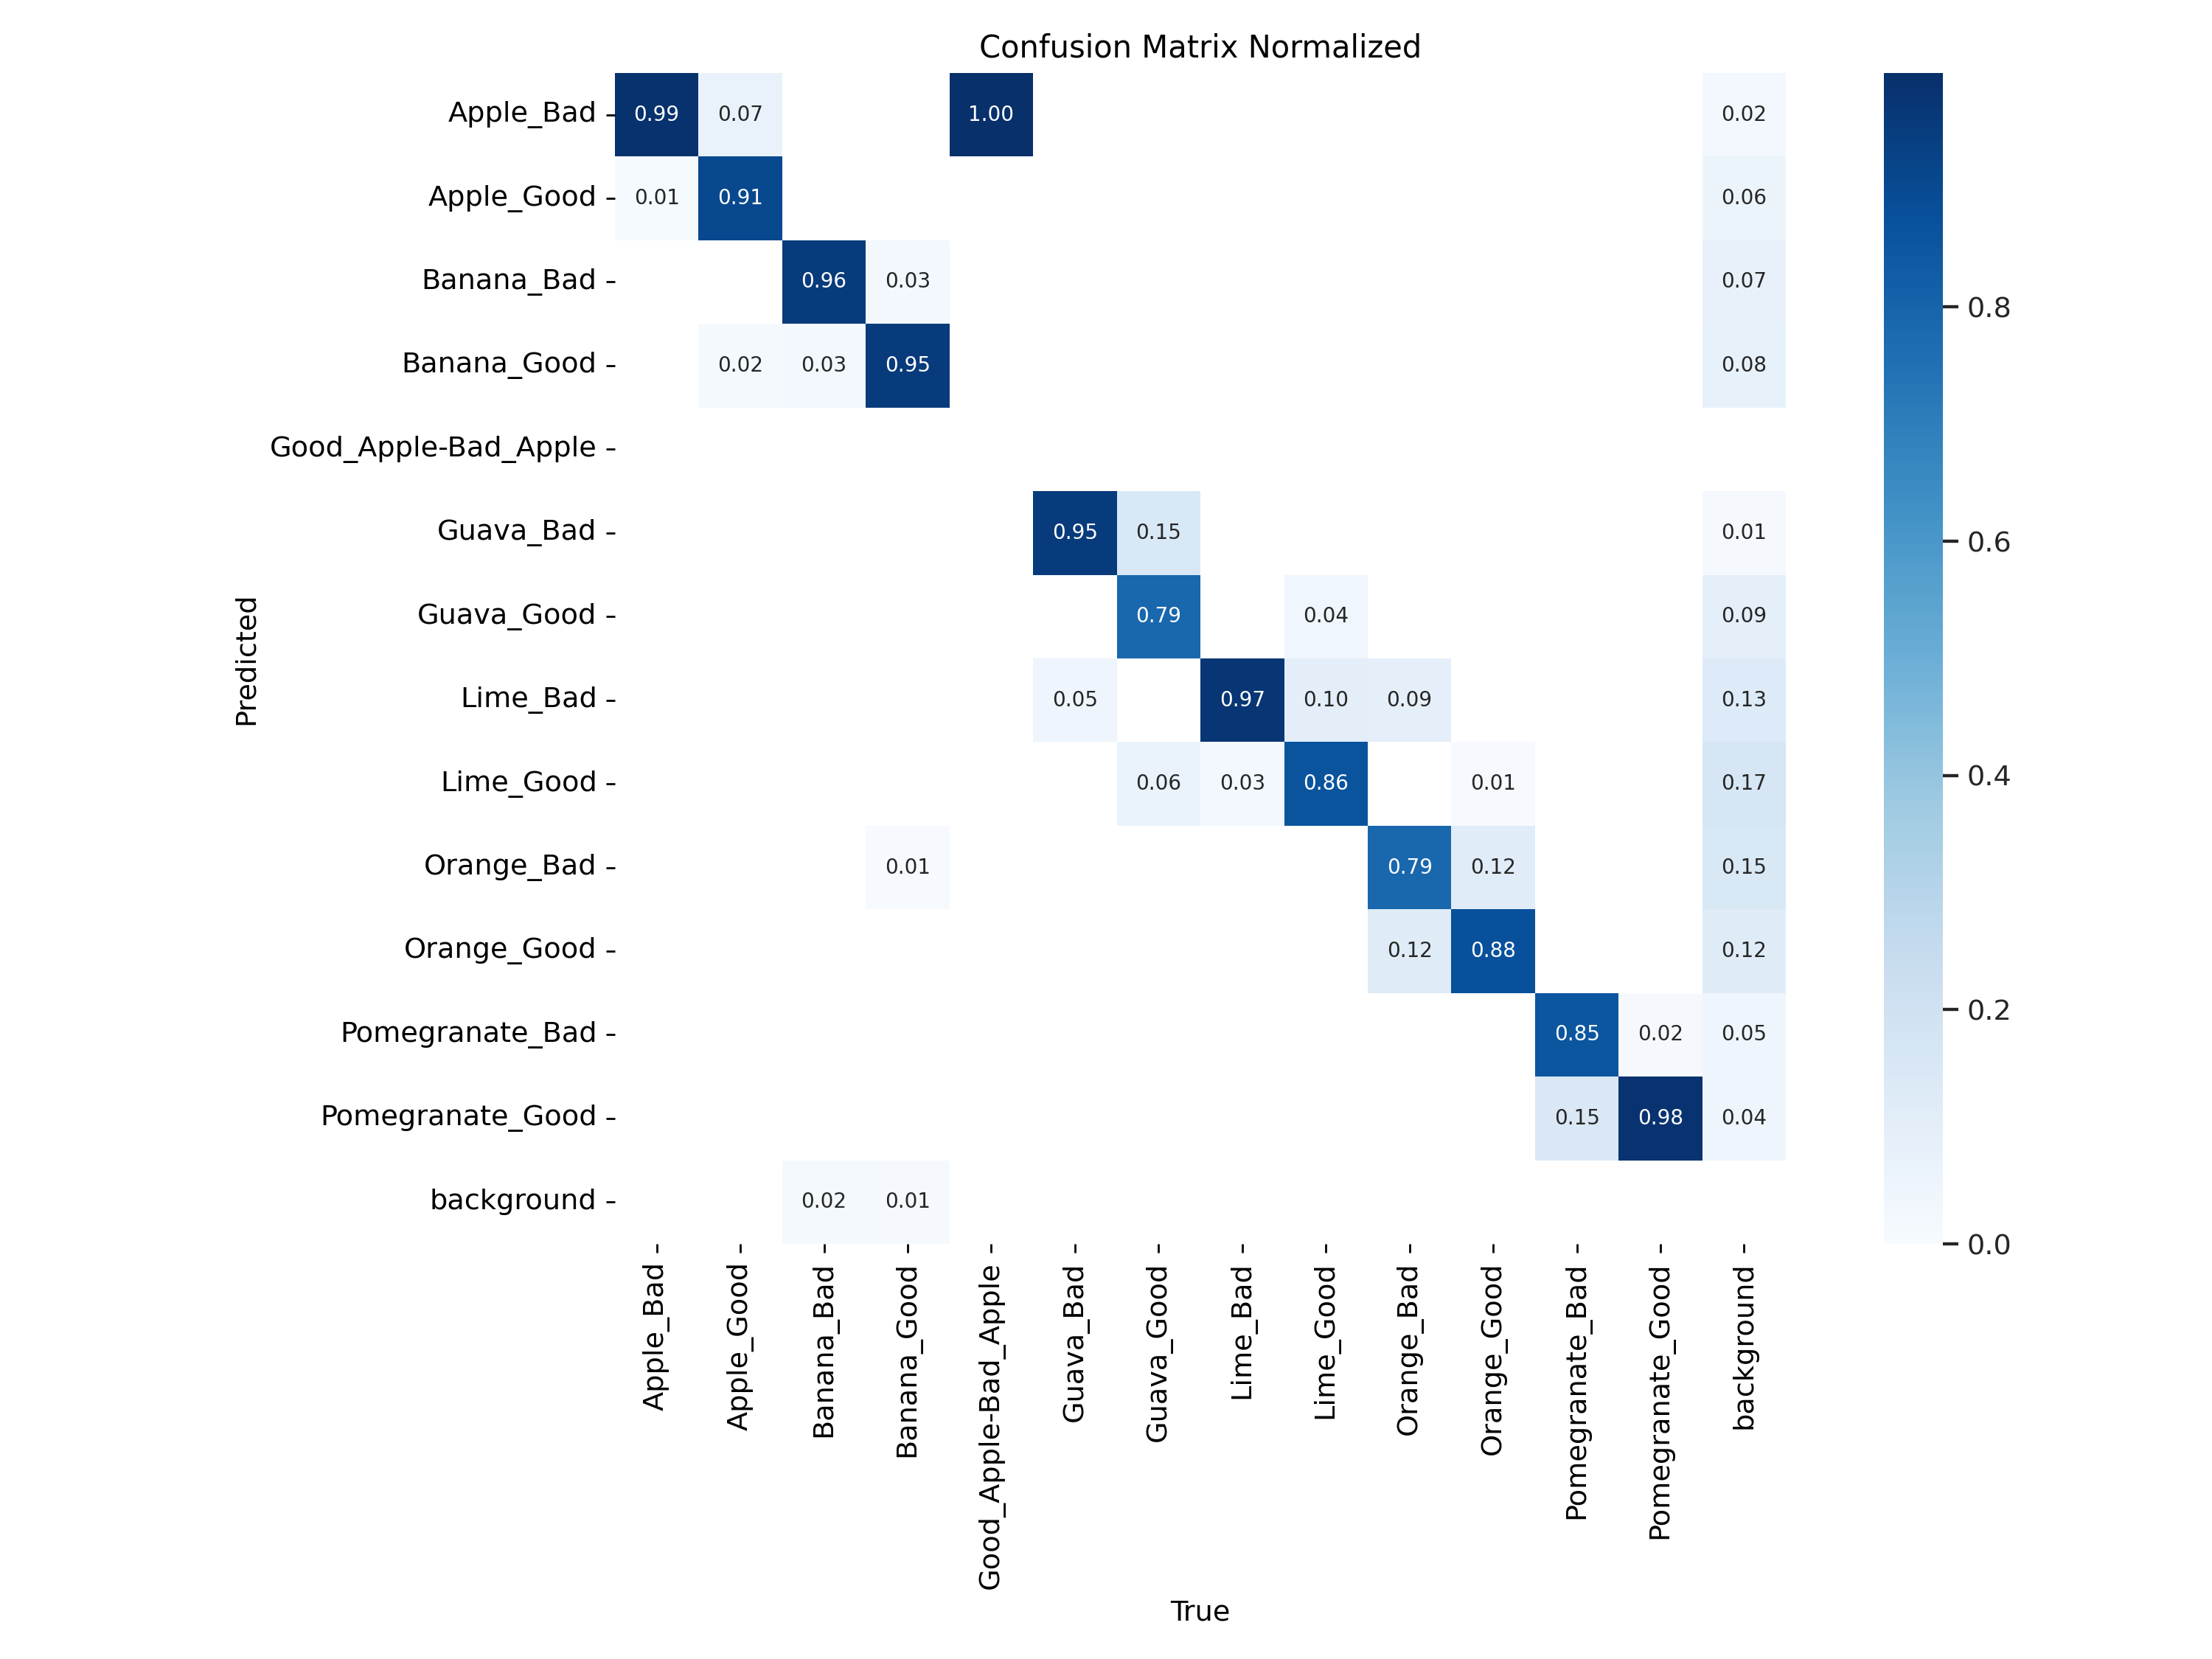 Confusion Matrix Normalized
Apple_Bad 0.99 0.07 1.00 0.02
Apple_Good 0.01 0.91 0.06
Banana_Bad 0.96 0.03 0.07
Banana_Good 0.02 0.03 0.95 0.08
Good_Apple-Bad_Apple
Guava_Bad 0.95 0.15 0.01
Guava_Good 0.79 0.04 0.09
Lime_Bad 0.05 0.97 0.10 0.09 0.13
Lime_Good 0.06 0.03 0.86 0.01 0.17
Orange_Bad 0.01 0.79 0.12 0.15
Orange_Good 0.12 0.88 0.12
Pomegranate_Bad 0.85 0.02 0.05
Pomegranate_Good 0.15 0.98 0.04
background 0.02 0.01
Predicted
Apple_Bad
Apple_Good
Banana_Bad
Banana_Good
Good_Apple-Bad_Apple
Guava_Bad
Guava_Good
Lime_Bad
Lime_Good
Orange_Bad
Orange_Good
Pomegranate_Bad
Pomegranate_Good
background
True
0.8
0.6
0.4
0.2
0.0